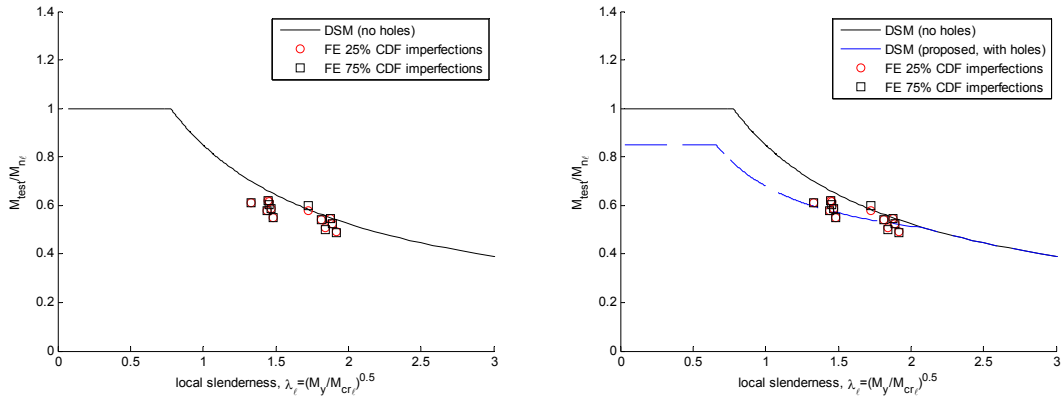 1.4
1.2
1
0.8
0.6
0.4
0.2
0
0 0.5 1 1.5 2 2.5 3
M_test/M_nℓ
local slenderness, λ_ℓ=(M_y/M_crℓ)^0.5
DSM (no holes)
FE 25% CDF imperfections
FE 75% CDF imperfections
1.4
1.2
1
0.8
0.6
0.4
0.2
0
0 0.5 1 1.5 2 2.5 3
M_test/M_nℓ
local slenderness, λ_ℓ=(M_y/M_crℓ)^0.5
DSM (no holes)
DSM (proposed, with holes)
FE 25% CDF imperfections
FE 75% CDF imperfections